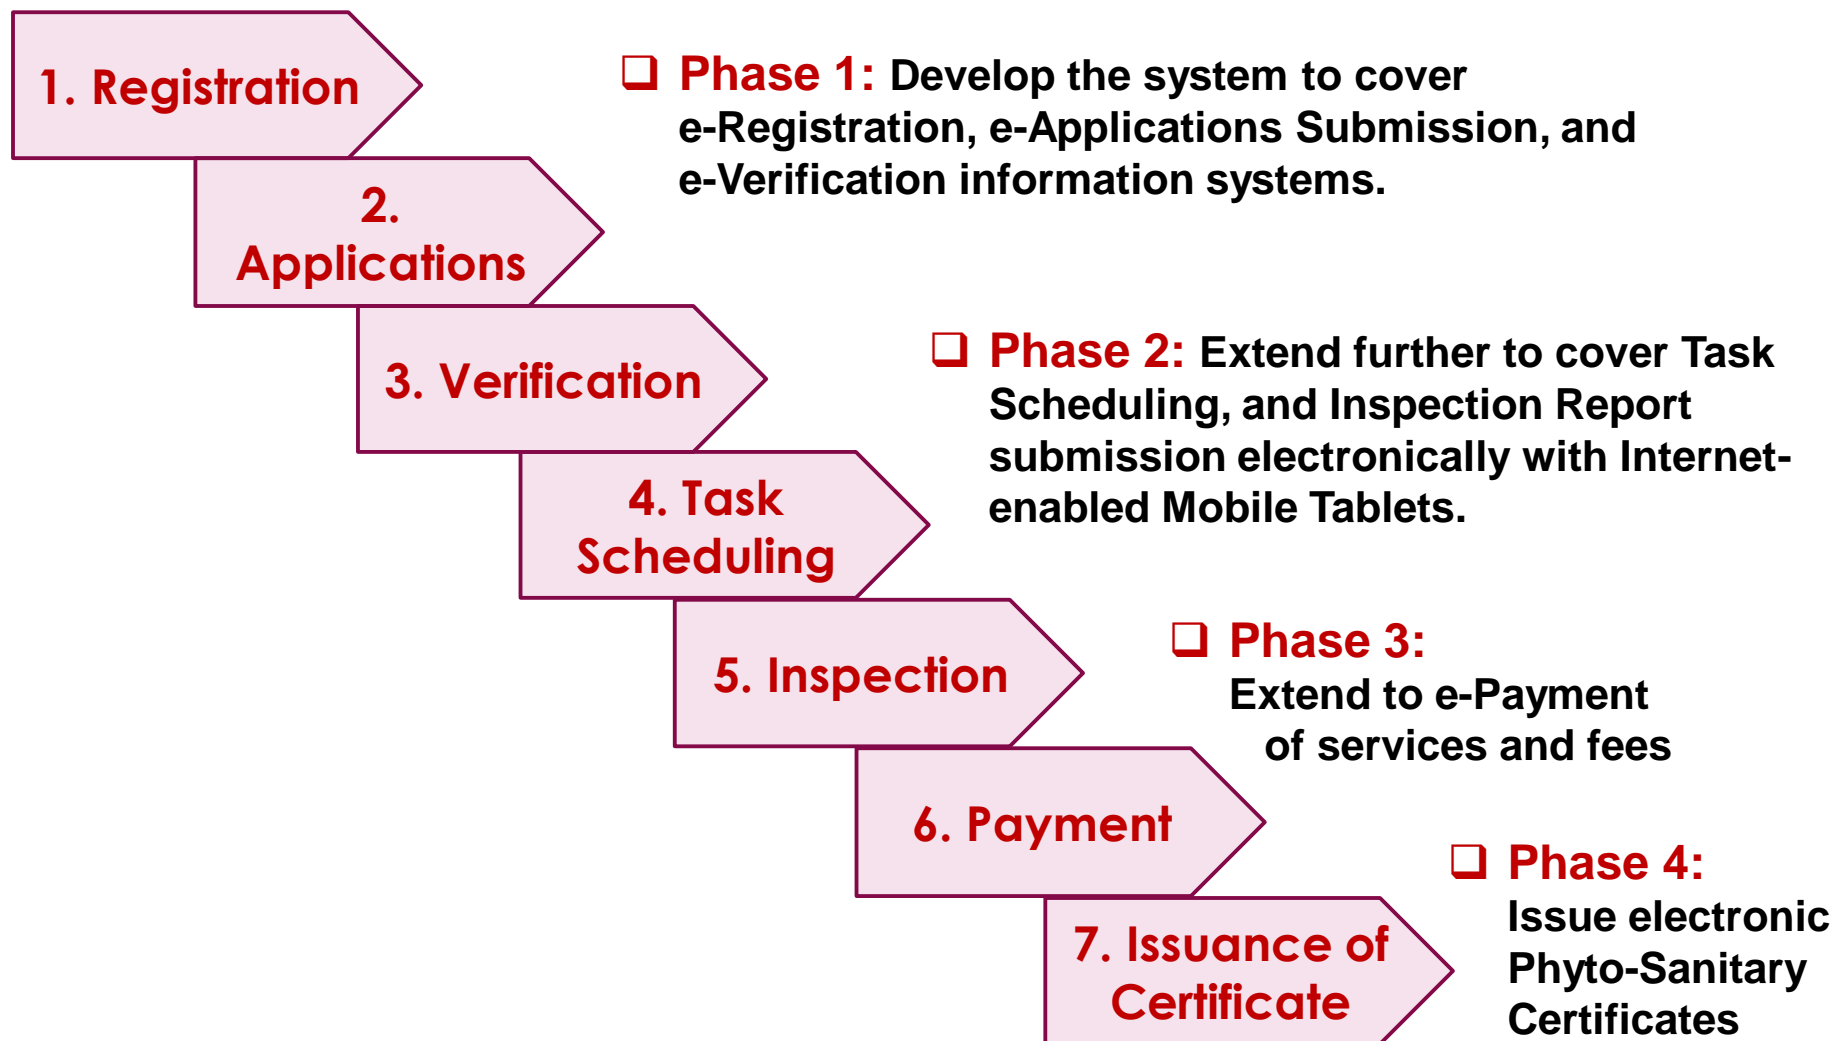 1. Registration
❑ Phase 1: Develop the system to cover
e-Registration, e-Applications Submission, and
e-Verification information systems.
2.
Applications
3. Verification
❑ Phase 2: Extend further to cover Task
Scheduling, and Inspection Report
submission electronically with Internet-
enabled Mobile Tablets.
4. Task
Scheduling
5. Inspection
❑ Phase 3:
Extend to e-Payment
of services and fees
6. Payment
❑ Phase 4:
Issue electronic
Phyto-Sanitary
Certificates
7. Issuance of
Certificate